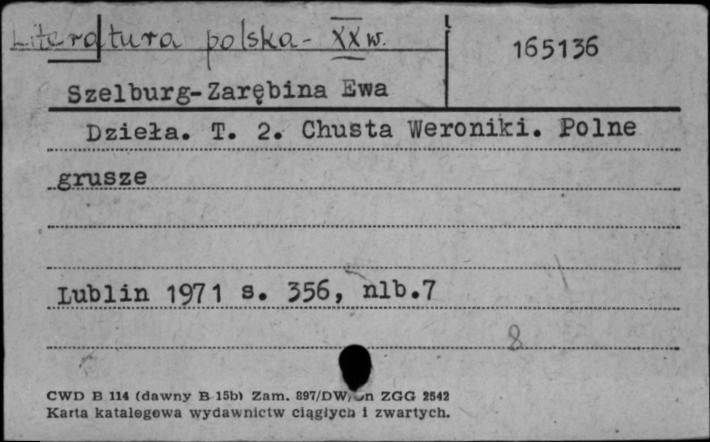 Literatura polska - XX w.
165136
Szelburg-Zarębina Ewa
Dzieła. T. 2. Chusta Weroniki. Polne
grusze
Lublin 1971 s. 356, nlb.7
8
CWD B 114 (dawny B 15b) Zam. 897/DW/ n ZGG 2542
Karta katalogowa wydawnictw ciągłych i zwartych.